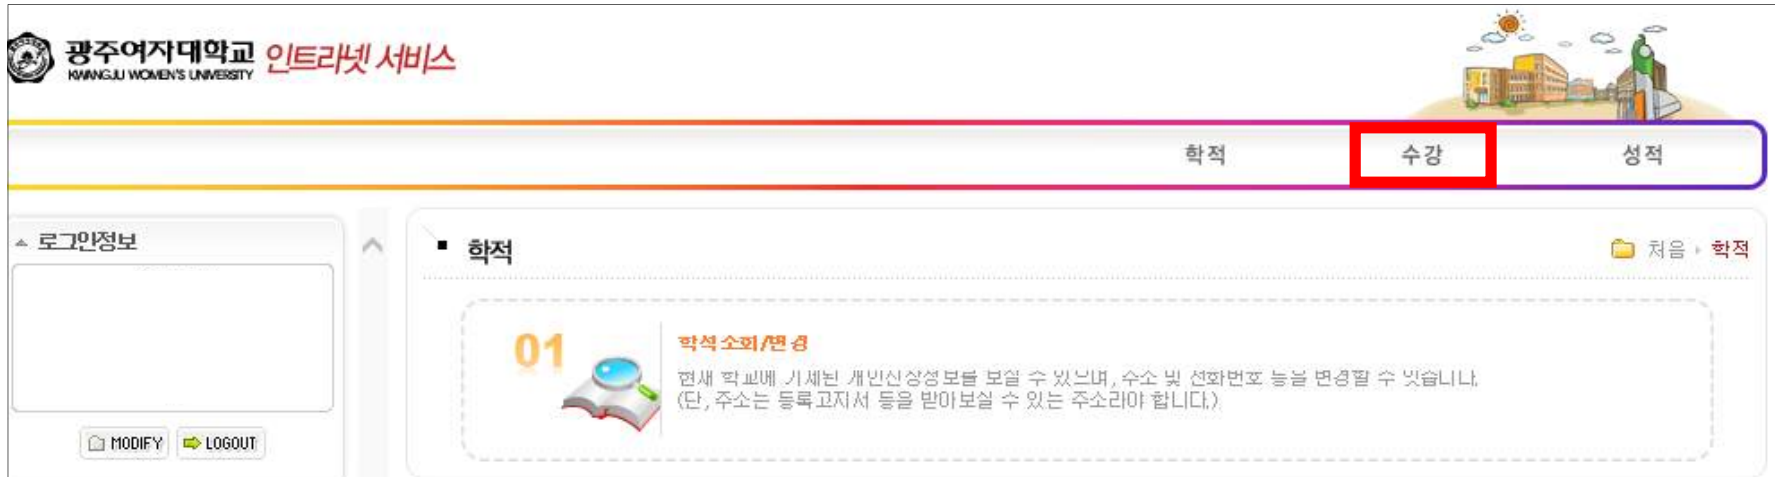 광주여자대학교 인트라넷 서비스
KWANGJU WOMEN'S UNIVERSITY
학적 수강 성적
로그인정보
학적
처음 › 학적
01
학적조회/변경
현재 학교에 기재된 개인신상정보를 보실 수 있으며, 주소 및 전화번호 등을 변경할 수 있습니다.
(단, 주소는 등록고지서 등을 받아보실 수 있는 주소라야 합니다.)
MODIFY LOGOUT